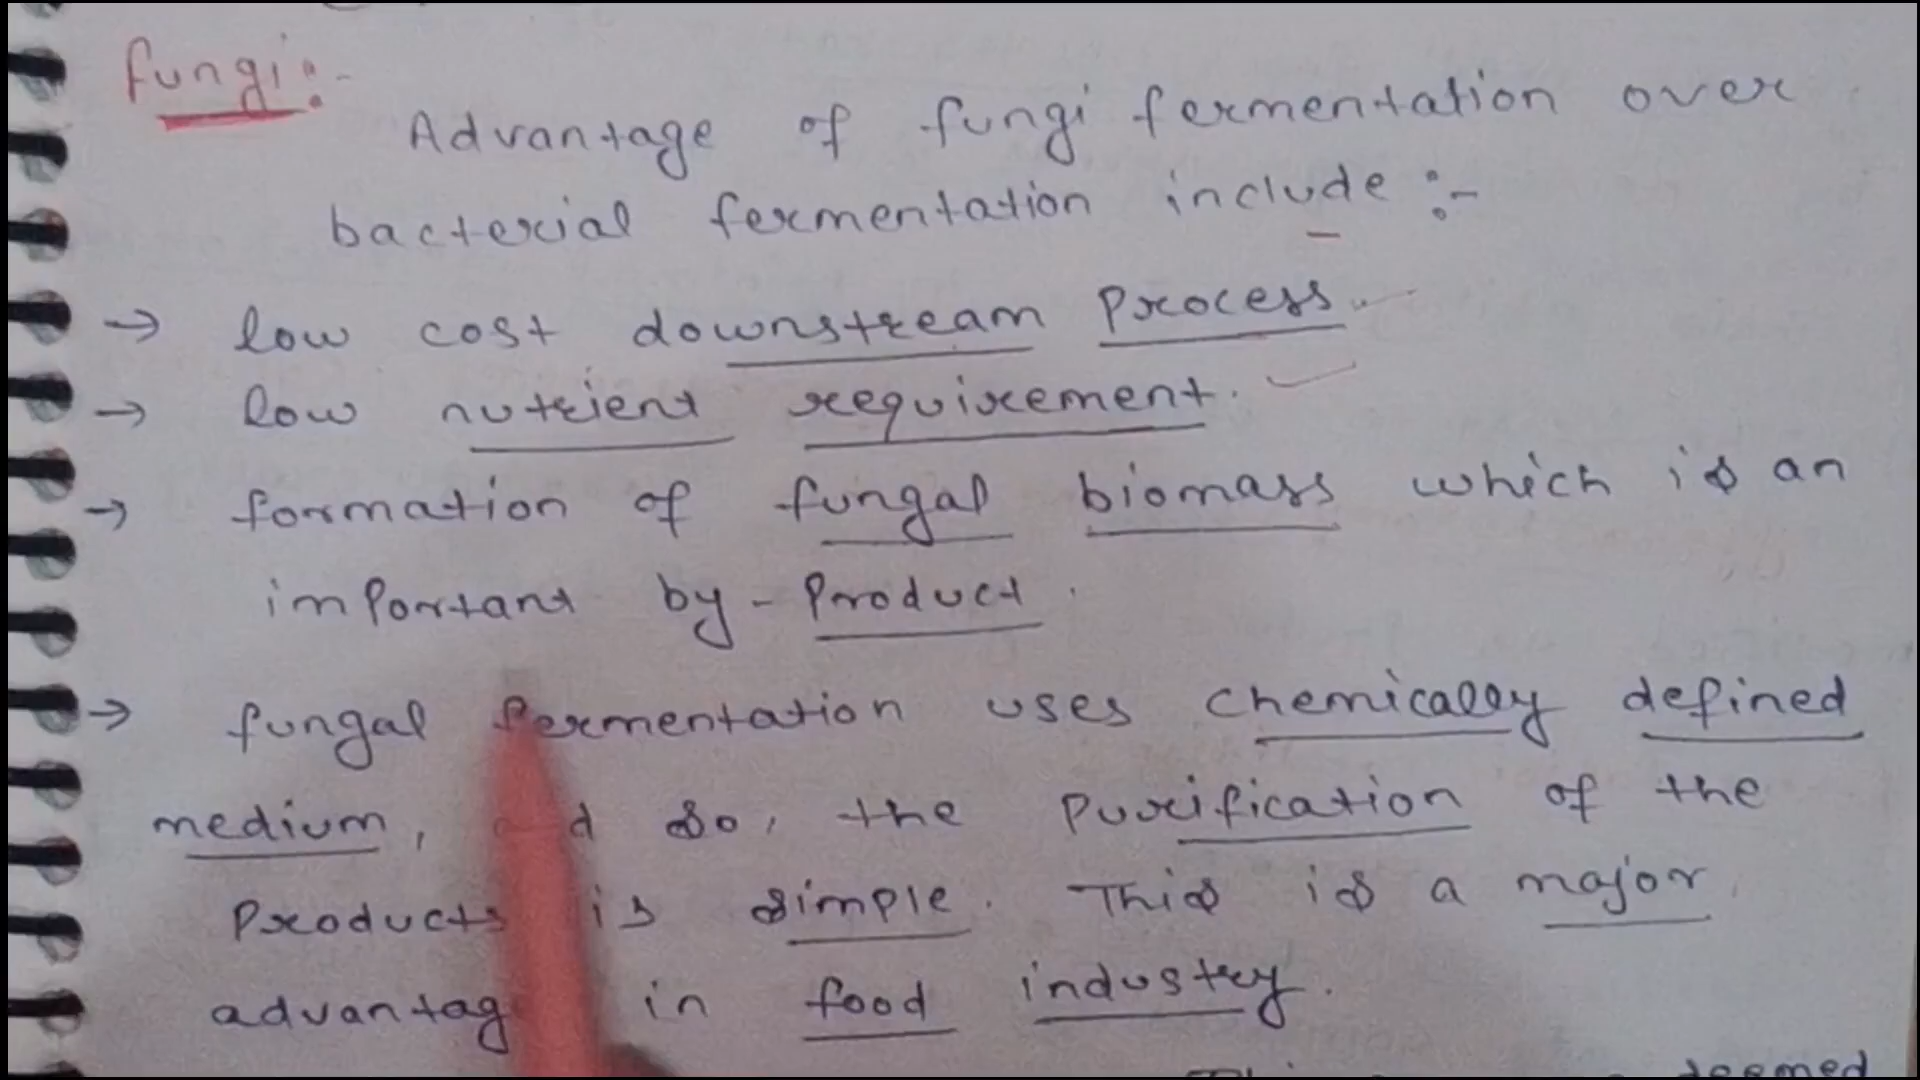 fungi:-
Advantage of fungi fermentation over
bacterial fermentation include :-
→ low cost downstream process.
→ low nutrient requirement.
→ formation of fungal biomass which is an
important by-product.
→ fungal fermentation uses chemically defined
medium, so, the purification of the
products is simple. This is a major
in food industry.
deemed